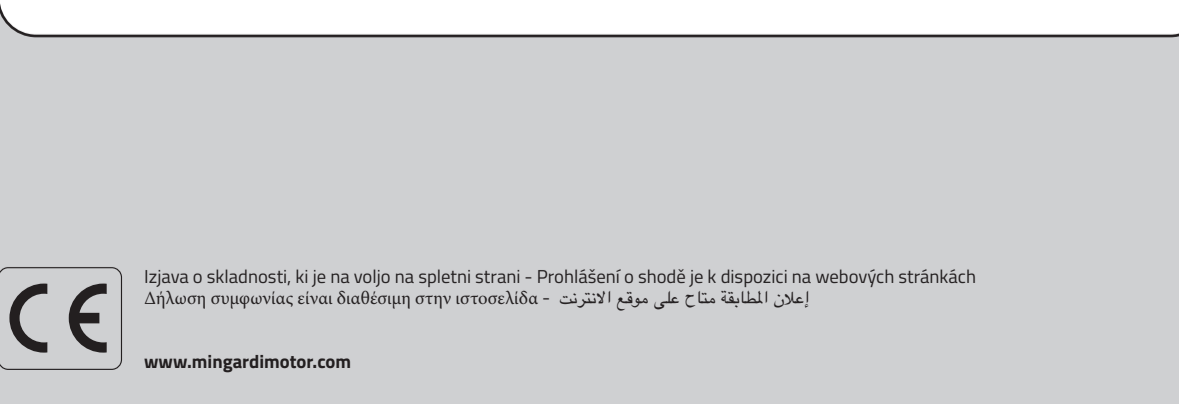 CE
Izjava o skladnosti, ki je na voljo na spletni strani - Prohlášení o shodě je k dispozici na webových stránkách
Δήλωση συμφωνίας είναι διαθέσιμη στην ιστοσελίδα - إعلان المطابقة متاح على موقع الانترنت
www.mingardimotor.com